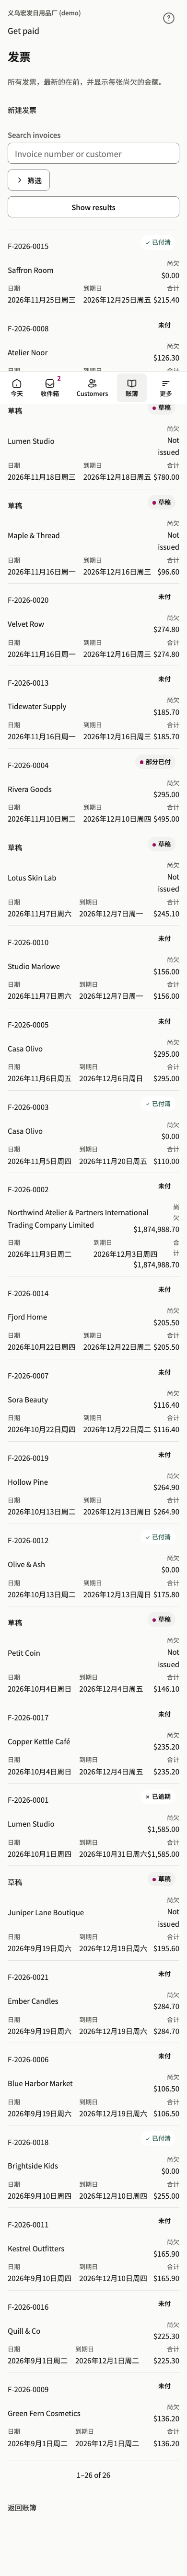 义乌宏发日用品厂 (demo)
Get paid
发票
所有发票，最新的在前，并显示每张尚欠的金额。
新建发票
Search invoices
Invoice number or customer
筛选
Show results
F-2026-0015 已付清
Saffron Room 尚欠 $0.00
日期 到期日 合计
2026年11月25日周三 2026年12月25日周五 $215.40
F-2026-0008 未付
Atelier Noor 尚欠 $126.30
今天 收件箱 2 Customers 账簿 更多
草稿 草稿
Lumen Studio 尚欠 Not issued
日期 到期日 合计
2026年11月18日周三 2026年12月18日周五 $780.00
草稿 草稿
Maple & Thread 尚欠 Not issued
日期 到期日 合计
2026年11月16日周一 2026年12月16日周三 $96.60
F-2026-0020 未付
Velvet Row 尚欠 $274.80
日期 到期日 合计
2026年11月16日周一 2026年12月16日周三 $274.80
F-2026-0013 未付
Tidewater Supply 尚欠 $185.70
日期 到期日 合计
2026年11月16日周一 2026年12月16日周三 $185.70
F-2026-0004 部分已付
Rivera Goods 尚欠 $295.00
日期 到期日 合计
2026年11月10日周二 2026年12月10日周四 $495.00
草稿 草稿
Lotus Skin Lab 尚欠 Not issued
日期 到期日 合计
2026年11月7日周六 2026年12月7日周一 $245.10
F-2026-0010 未付
Studio Marlowe 尚欠 $156.00
日期 到期日 合计
2026年11月7日周六 2026年12月7日周一 $156.00
F-2026-0005 未付
Casa Olivo 尚欠 $295.00
日期 到期日 合计
2026年11月6日周五 2026年12月6日周日 $295.00
F-2026-0003 已付清
Casa Olivo 尚欠 $0.00
日期 到期日 合计
2026年11月5日周四 2026年11月20日周五 $110.00
F-2026-0002 未付
Northwind Atelier & Partners International Trading Company Limited 尚欠 $1,874,988.70
日期 到期日 合计
2026年11月3日周二 2026年12月3日周四 $1,874,988.70
F-2026-0014 未付
Fjord Home 尚欠 $205.50
日期 到期日 合计
2026年10月22日周四 2026年12月22日周二 $205.50
F-2026-0007 未付
Sora Beauty 尚欠 $116.40
日期 到期日 合计
2026年10月22日周四 2026年12月22日周二 $116.40
F-2026-0019 未付
Hollow Pine 尚欠 $264.90
日期 到期日 合计
2026年10月13日周二 2026年12月13日周日 $264.90
F-2026-0012 已付清
Olive & Ash 尚欠 $0.00
日期 到期日 合计
2026年10月13日周二 2026年12月13日周日 $175.80
草稿 草稿
Petit Coin 尚欠 Not issued
日期 到期日 合计
2026年10月4日周日 2026年12月4日周五 $146.10
F-2026-0017 未付
Copper Kettle Café 尚欠 $235.20
日期 到期日 合计
2026年10月4日周日 2026年12月4日周五 $235.20
F-2026-0001 已逾期
Lumen Studio 尚欠 $1,585.00
日期 到期日 合计
2026年10月1日周四 2026年10月31日周六 $1,585.00
草稿 草稿
Juniper Lane Boutique 尚欠 Not issued
日期 到期日 合计
2026年9月19日周六 2026年12月19日周六 $195.60
F-2026-0021 未付
Ember Candles 尚欠 $284.70
日期 到期日 合计
2026年9月19日周六 2026年12月19日周六 $284.70
F-2026-0006 未付
Blue Harbor Market 尚欠 $106.50
日期 到期日 合计
2026年9月19日周六 2026年12月19日周六 $106.50
F-2026-0018 已付清
Brightside Kids 尚欠 $0.00
日期 到期日 合计
2026年9月10日周四 2026年12月10日周四 $255.00
F-2026-0011 未付
Kestrel Outfitters 尚欠 $165.90
日期 到期日 合计
2026年9月10日周四 2026年12月10日周四 $165.90
F-2026-0016 未付
Quill & Co 尚欠 $225.30
日期 到期日 合计
2026年9月1日周二 2026年12月1日周二 $225.30
F-2026-0009 未付
Green Fern Cosmetics 尚欠 $136.20
日期 到期日 合计
2026年9月1日周二 2026年12月1日周二 $136.20
1–26 of 26
返回账簿